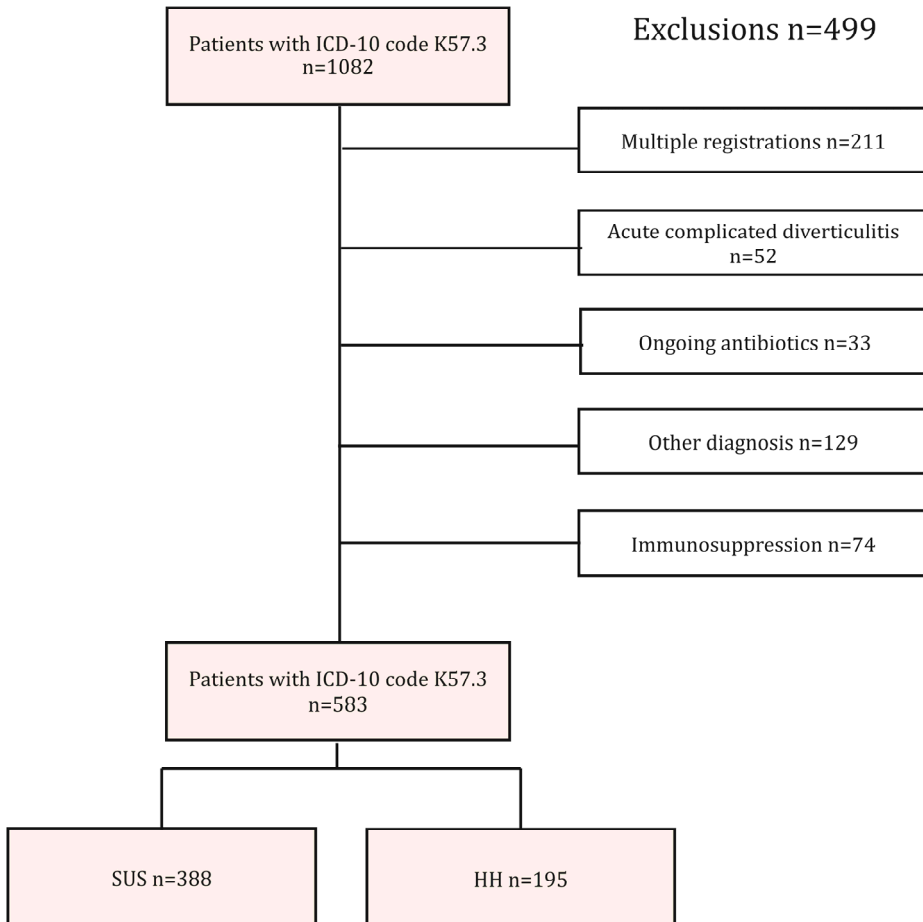 Patients with ICD-10 code K57.3
n=1082
Exclusions n=499
Multiple registrations n=211
Acute complicated diverticulitis
n=52
Ongoing antibiotics n=33
Other diagnosis n=129
Immunosuppression n=74
Patients with ICD-10 code K57.3
n=583
SUS n=388
HH n=195